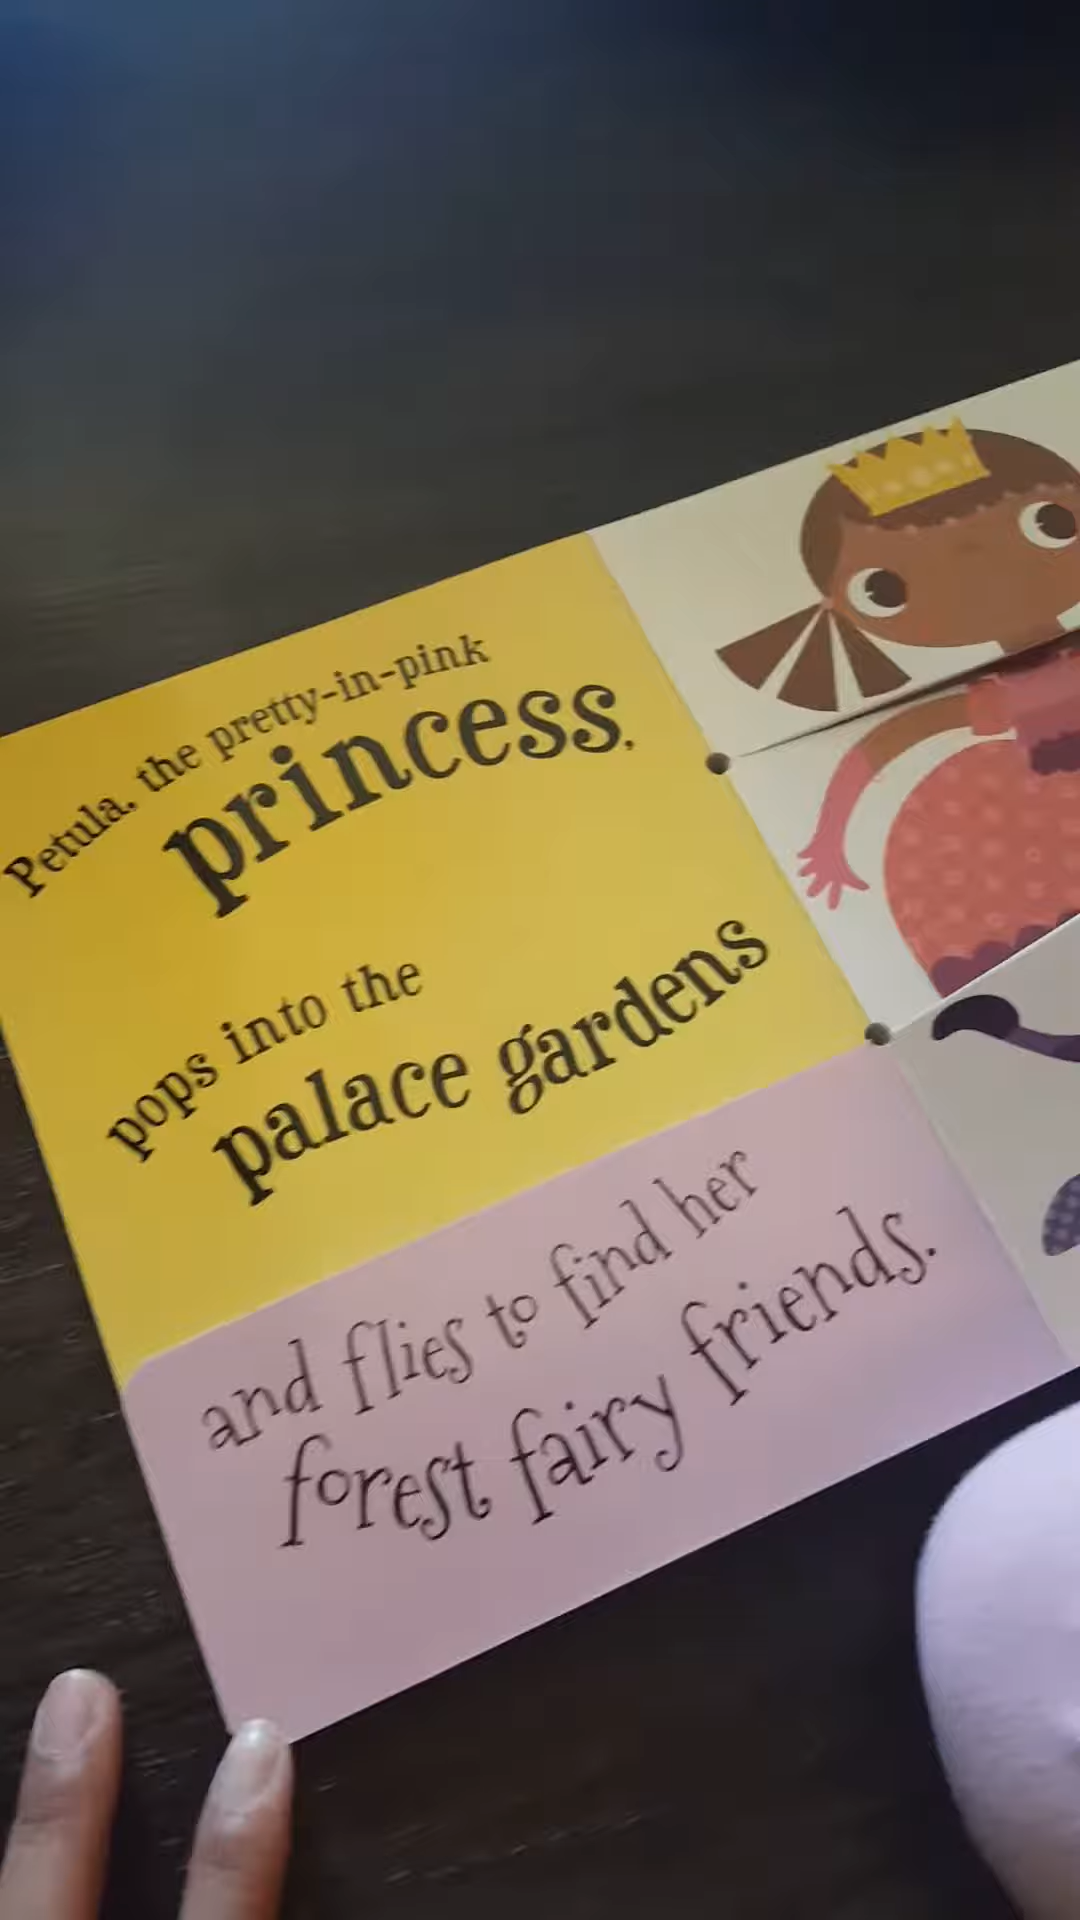 Petula, the pretty-in-pink
princess,
pops into the
palace gardens
and flies to find her
forest fairy friends.